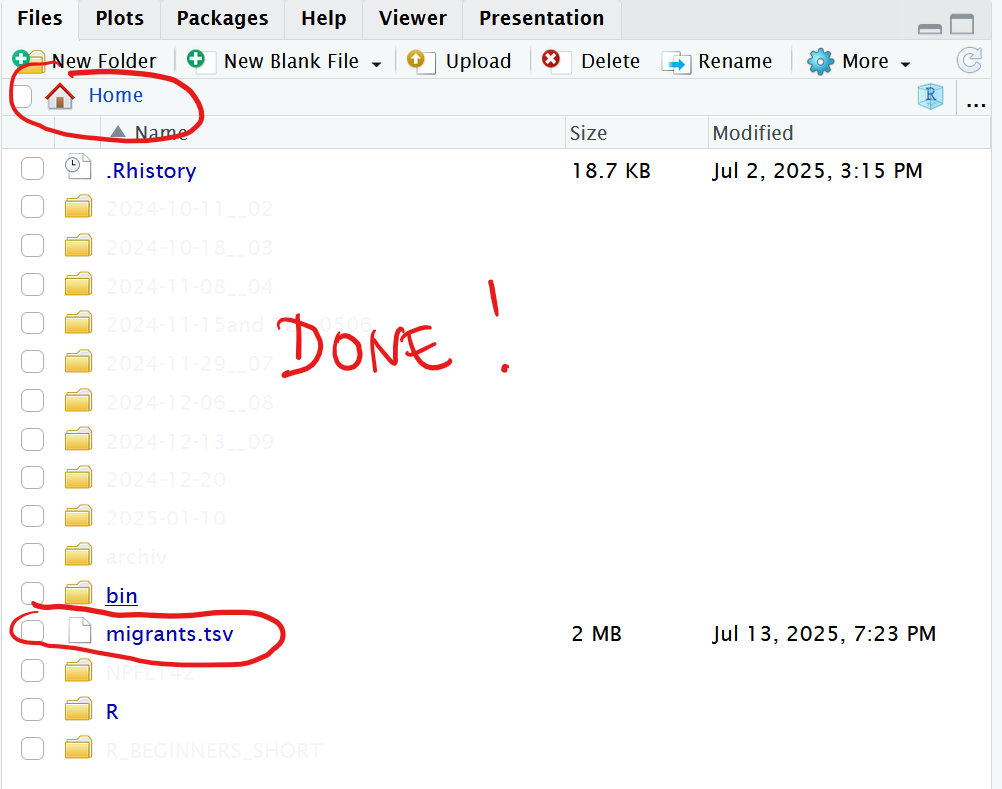 Files Plots Packages Help Viewer Presentation
New Folder New Blank File Upload Delete Rename More
Home R ...
Name Size Modified
.Rhistory 18.7 KB Jul 2, 2025, 3:15 PM
2024-10-11__02
2024-10-18__03
2024-11-08__04
2024-11-15and 0506
2024-11-29__07
DONE!
2024-12-06__08
2024-12-13__09
2024-12-20
2025-01-10
archiv
bin
migrants.tsv 2 MB Jul 13, 2025, 7:23 PM
NPFL142
R
R_BEGINNERS_SHORT